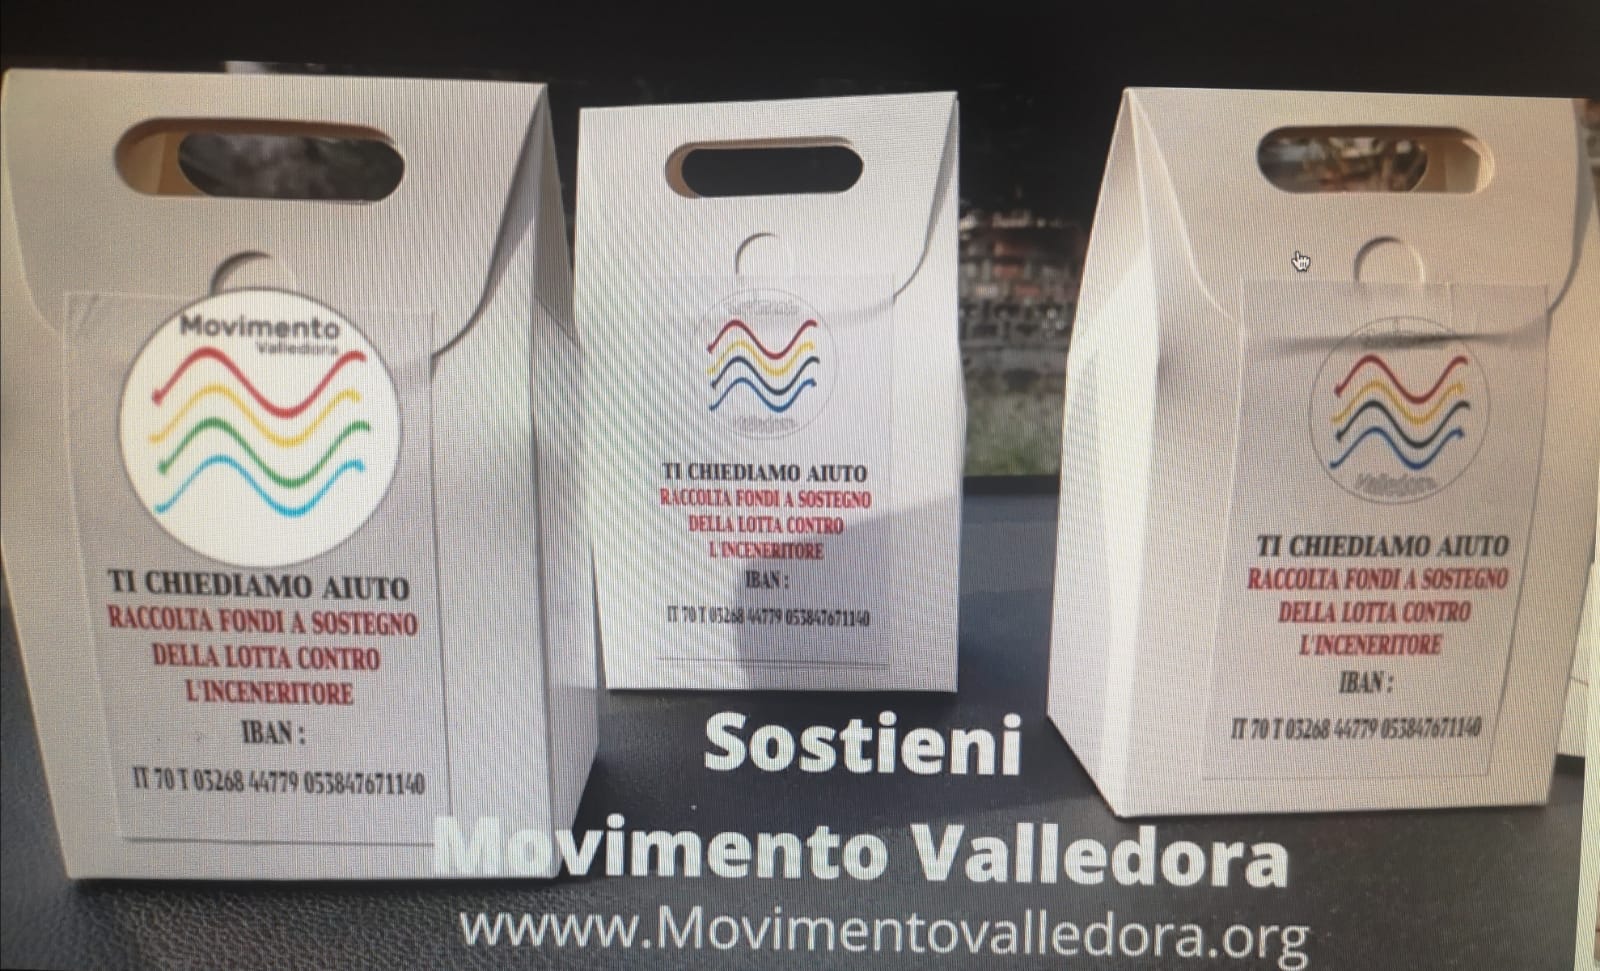 Movimento
Valledora
TI CHIEDIAMO AIUTO
RACCOLTA FONDI A SOSTEGNO
DELLA LOTTA CONTRO
L'INCENERITORE
IBAN :
IT 70 T 03268 44779 053847671140
Valledora
TI CHIEDIAMO AIUTO
RACCOLTA FONDI A SOSTEGNO
DELLA LOTTA CONTRO
L'INCENERITORE
IBAN :
IT 70 T 03268 44779 053847671140
Valledora
TI CHIEDIAMO AIUTO
RACCOLTA FONDI A SOSTEGNO
DELLA LOTTA CONTRO
L'INCENERITORE
IBAN :
IT 70 T 03268 44779 053847671140
Sostieni
Movimento Valledora
wwww.Movimentovalledora.org